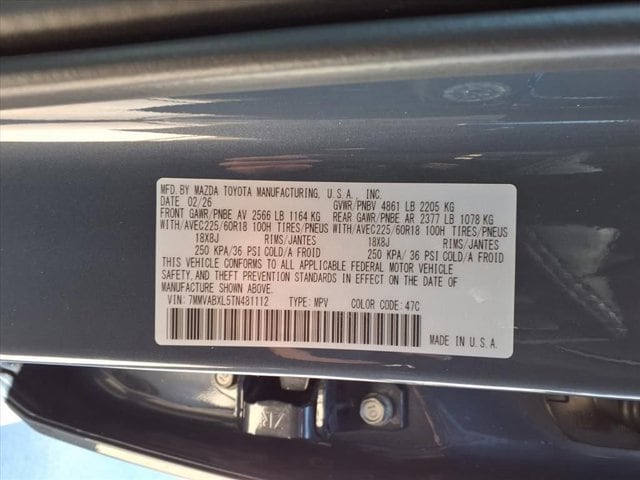 MFD. BY MAZDA TOYOTA MANUFACTURING, U.S.A., INC.
DATE 02/26 GVWR/PNBV 4861 LB 2205 KG
FRONT GAWR/PNBE AV 2566 LB 1164 KG REAR GAWR/PNBE AR 2377 LB 1078 KG
WITH/AVEC225/60R18 100H TIRES/PNEUS WITH/AVEC225/60R18 100H TIRES/PNEUS
18X8J RIMS/JANTES 18X8J RIMS/JANTES
250 KPA/36 PSI COLD/A FROID 250 KPA/ 36 PSI COLD/A FROID
THIS VEHICLE CONFORMS TO ALL APPLICABLE FEDERAL MOTOR VEHICLE
SAFETY, AND THEFT PREVENTION STANDARDS IN EFFECT ON THE DATE OF
MANUFACTURE SHOWN ABOVE.
VIN: 7MMVABXL5TN481112 TYPE: MPV COLOR CODE: 47C
MADE IN U.S.A.